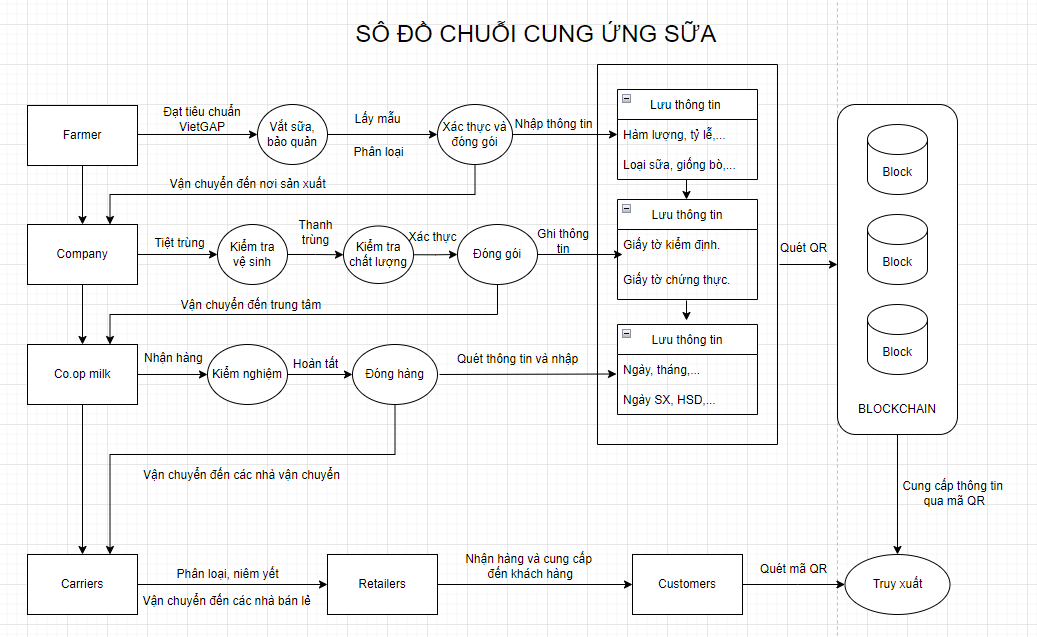 SÔ ĐỒ CHUỖI CUNG ỨNG SỮA
Farmer
Đạt tiêu chuẩn
VietGAP
Vắt sữa,
bảo quản
Lấy mẫu
Phân loại
Xác thực và
đóng gói
Nhập thông tin
Lưu thông tin
Hàm lượng, tỷ lễ,...
Loại sữa, giống bò,...
Vận chuyển đến nơi sản xuất
Company
Tiệt trùng
Kiểm tra
vệ sinh
Thanh
trùng
Kiểm tra
chất lượng
Xác thực
Đóng gói
Ghi thông
tin
Lưu thông tin
Giấy tờ kiểm định.
Giấy tờ chứng thực.
Vận chuyển đến trung tâm
Co.op milk
Nhận hàng
Kiểm nghiệm
Hoàn tất
Đông hàng
Quét thông tin và nhập
Lưu thông tin
Ngày, tháng,...
Ngày SX, HSD,...
Quét QR
Block
Block
Block
BLOCKCHAIN
Vận chuyển đến các nhà vận chuyển
Cung cấp thông tin
qua mã QR
Carriers
Phân loại, niêm yết
Vận chuyển đến các nhà bán lẻ
Retailers
Nhận hàng và cung cấp
đến khách hàng
Customers
Quét mã QR
Truy xuất